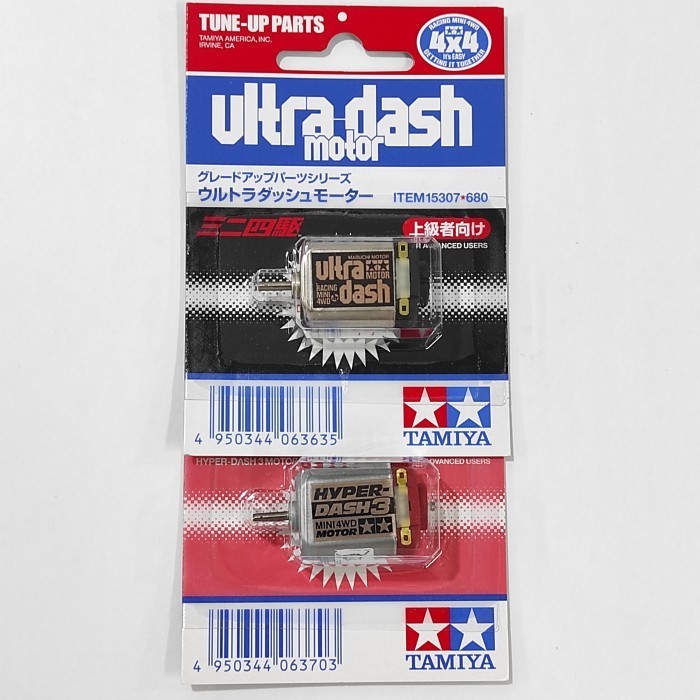 TUNE-UP PARTS
TAMIYA AMERICA, INC.
IRVINE, CA
RACING MINI 4WD
4x4
It's EASY
GETTING IT TOGETHER
ultra-dash
motor
グレードアップパーツシリーズ
ウルトラダッシュモーター
ITEM15307★680
ミニ四駆
上級者向け
R ADVANCED USERS
MABUCHI MOTOR
ultra
MOTOR
RACING
MINI
4WD
dash
4 950344 063635
TAMIYA
HYPER-DASH 3 MOTOR
ADVANCED USERS
HYPER-
DASH3
MINI 4WD
MOTOR
4 950344 063703
TAMIYA